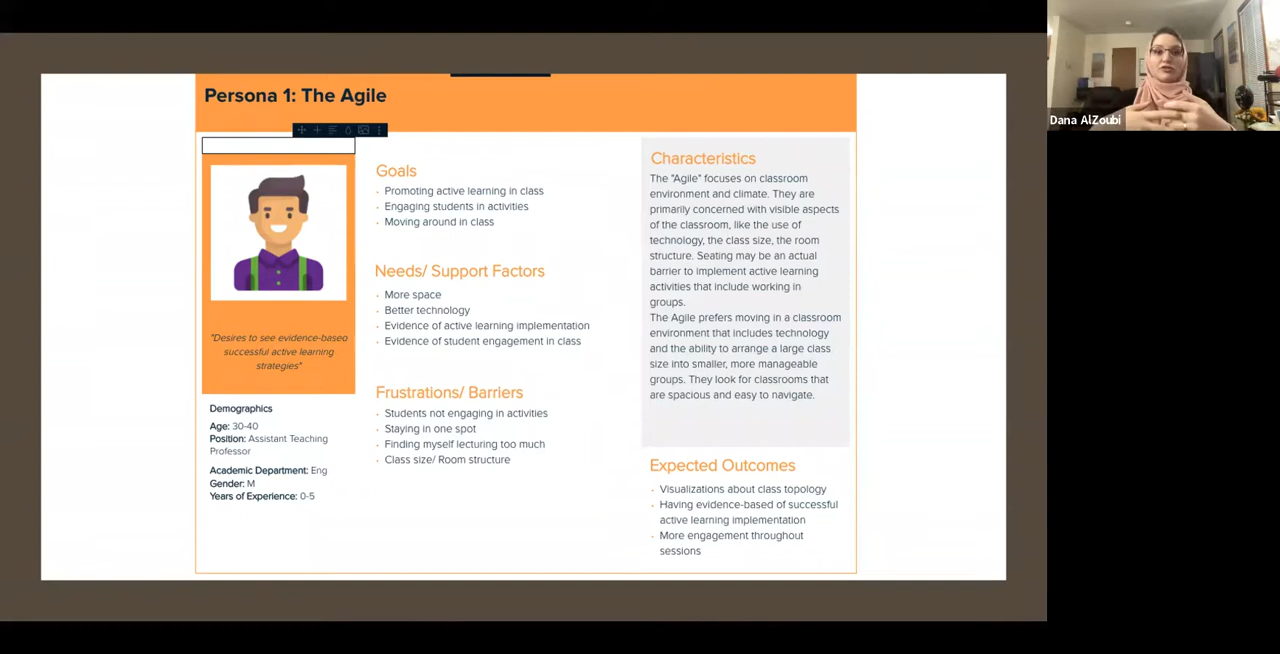 Persona 1: The Agile
"Desires to see evidence-based
successful active learning
strategies"
Demographics
Age: 30-40
Position: Assistant Teaching
Professor
Academic Department: Eng
Gender: M
Years of Experience: 0-5
Goals
Promoting active learning in class
Engaging students in activities
Moving around in class
Needs/ Support Factors
More space
Better technology
Evidence of active learning implementation
Evidence of student engagement in class
Frustrations/ Barriers
Students not engaging in activities
Staying in one spot
Finding myself lecturing too much
Class size/ Room structure
Characteristics
The "Agile" focuses on classroom
environment and climate. They are
primarily concerned with visible aspects
of the classroom, like the use of
technology, the class size, the room
structure. Seating may be an actual
barrier to implement active learning
activities that include working in
groups.
The Agile prefers moving in a classroom
environment that includes technology
and the ability to arrange a large class
size into smaller, more manageable
groups. They look for classrooms that
are spacious and easy to navigate.
Expected Outcomes
Visualizations about class topology
Having evidence-based of successful
active learning implementation
More engagement throughout
sessions
Dana AlZoubi